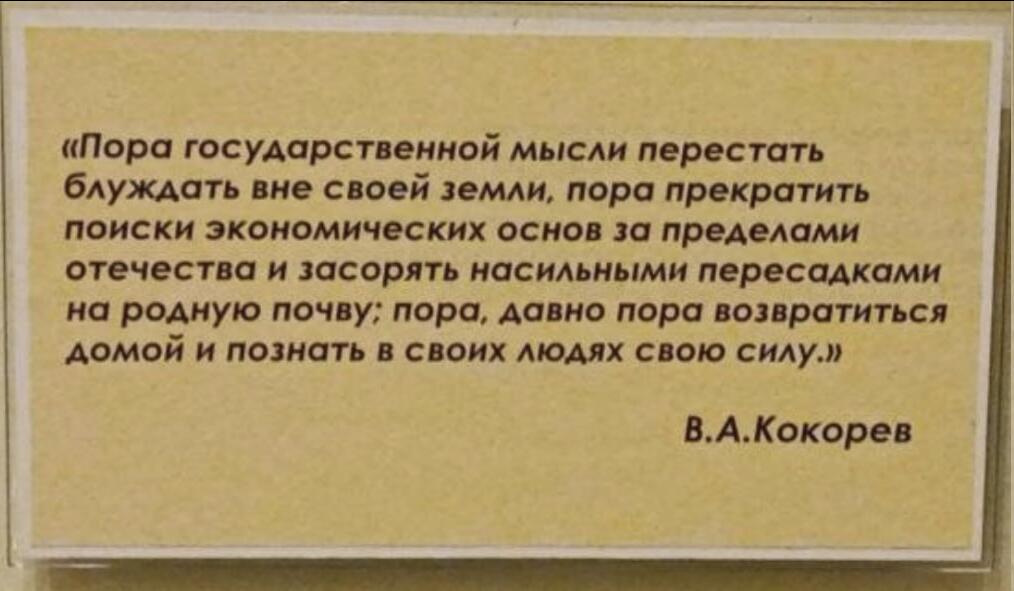 «Пора государственной мысли перестать
блуждать вне своей земли, пора прекратить
поиски экономических основ за пределами
отечества и засорять насильными пересадками
на родную почву; пора, давно пора возвратиться
домой и познать в своих людях свою силу.»
В.А.Кокорев